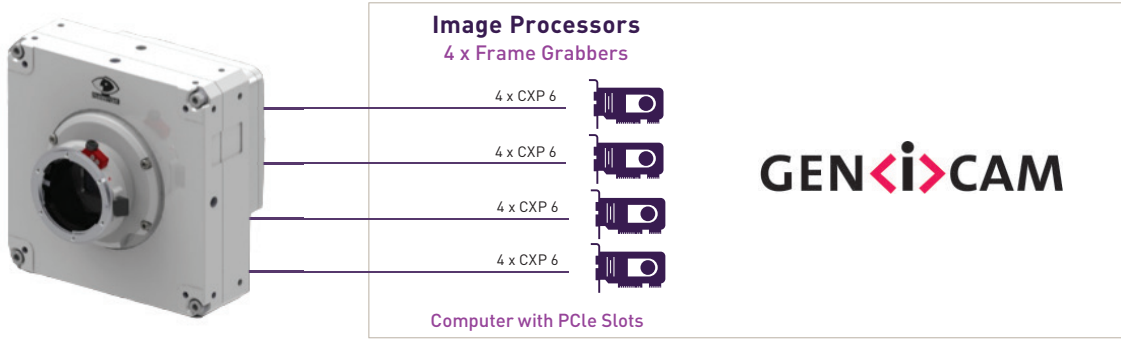 Image Processors
4 x Frame Grabbers
4 x CXP 6
4 x CXP 6
4 x CXP 6
4 x CXP 6
GEN<i>CAM
Computer with PCle Slots